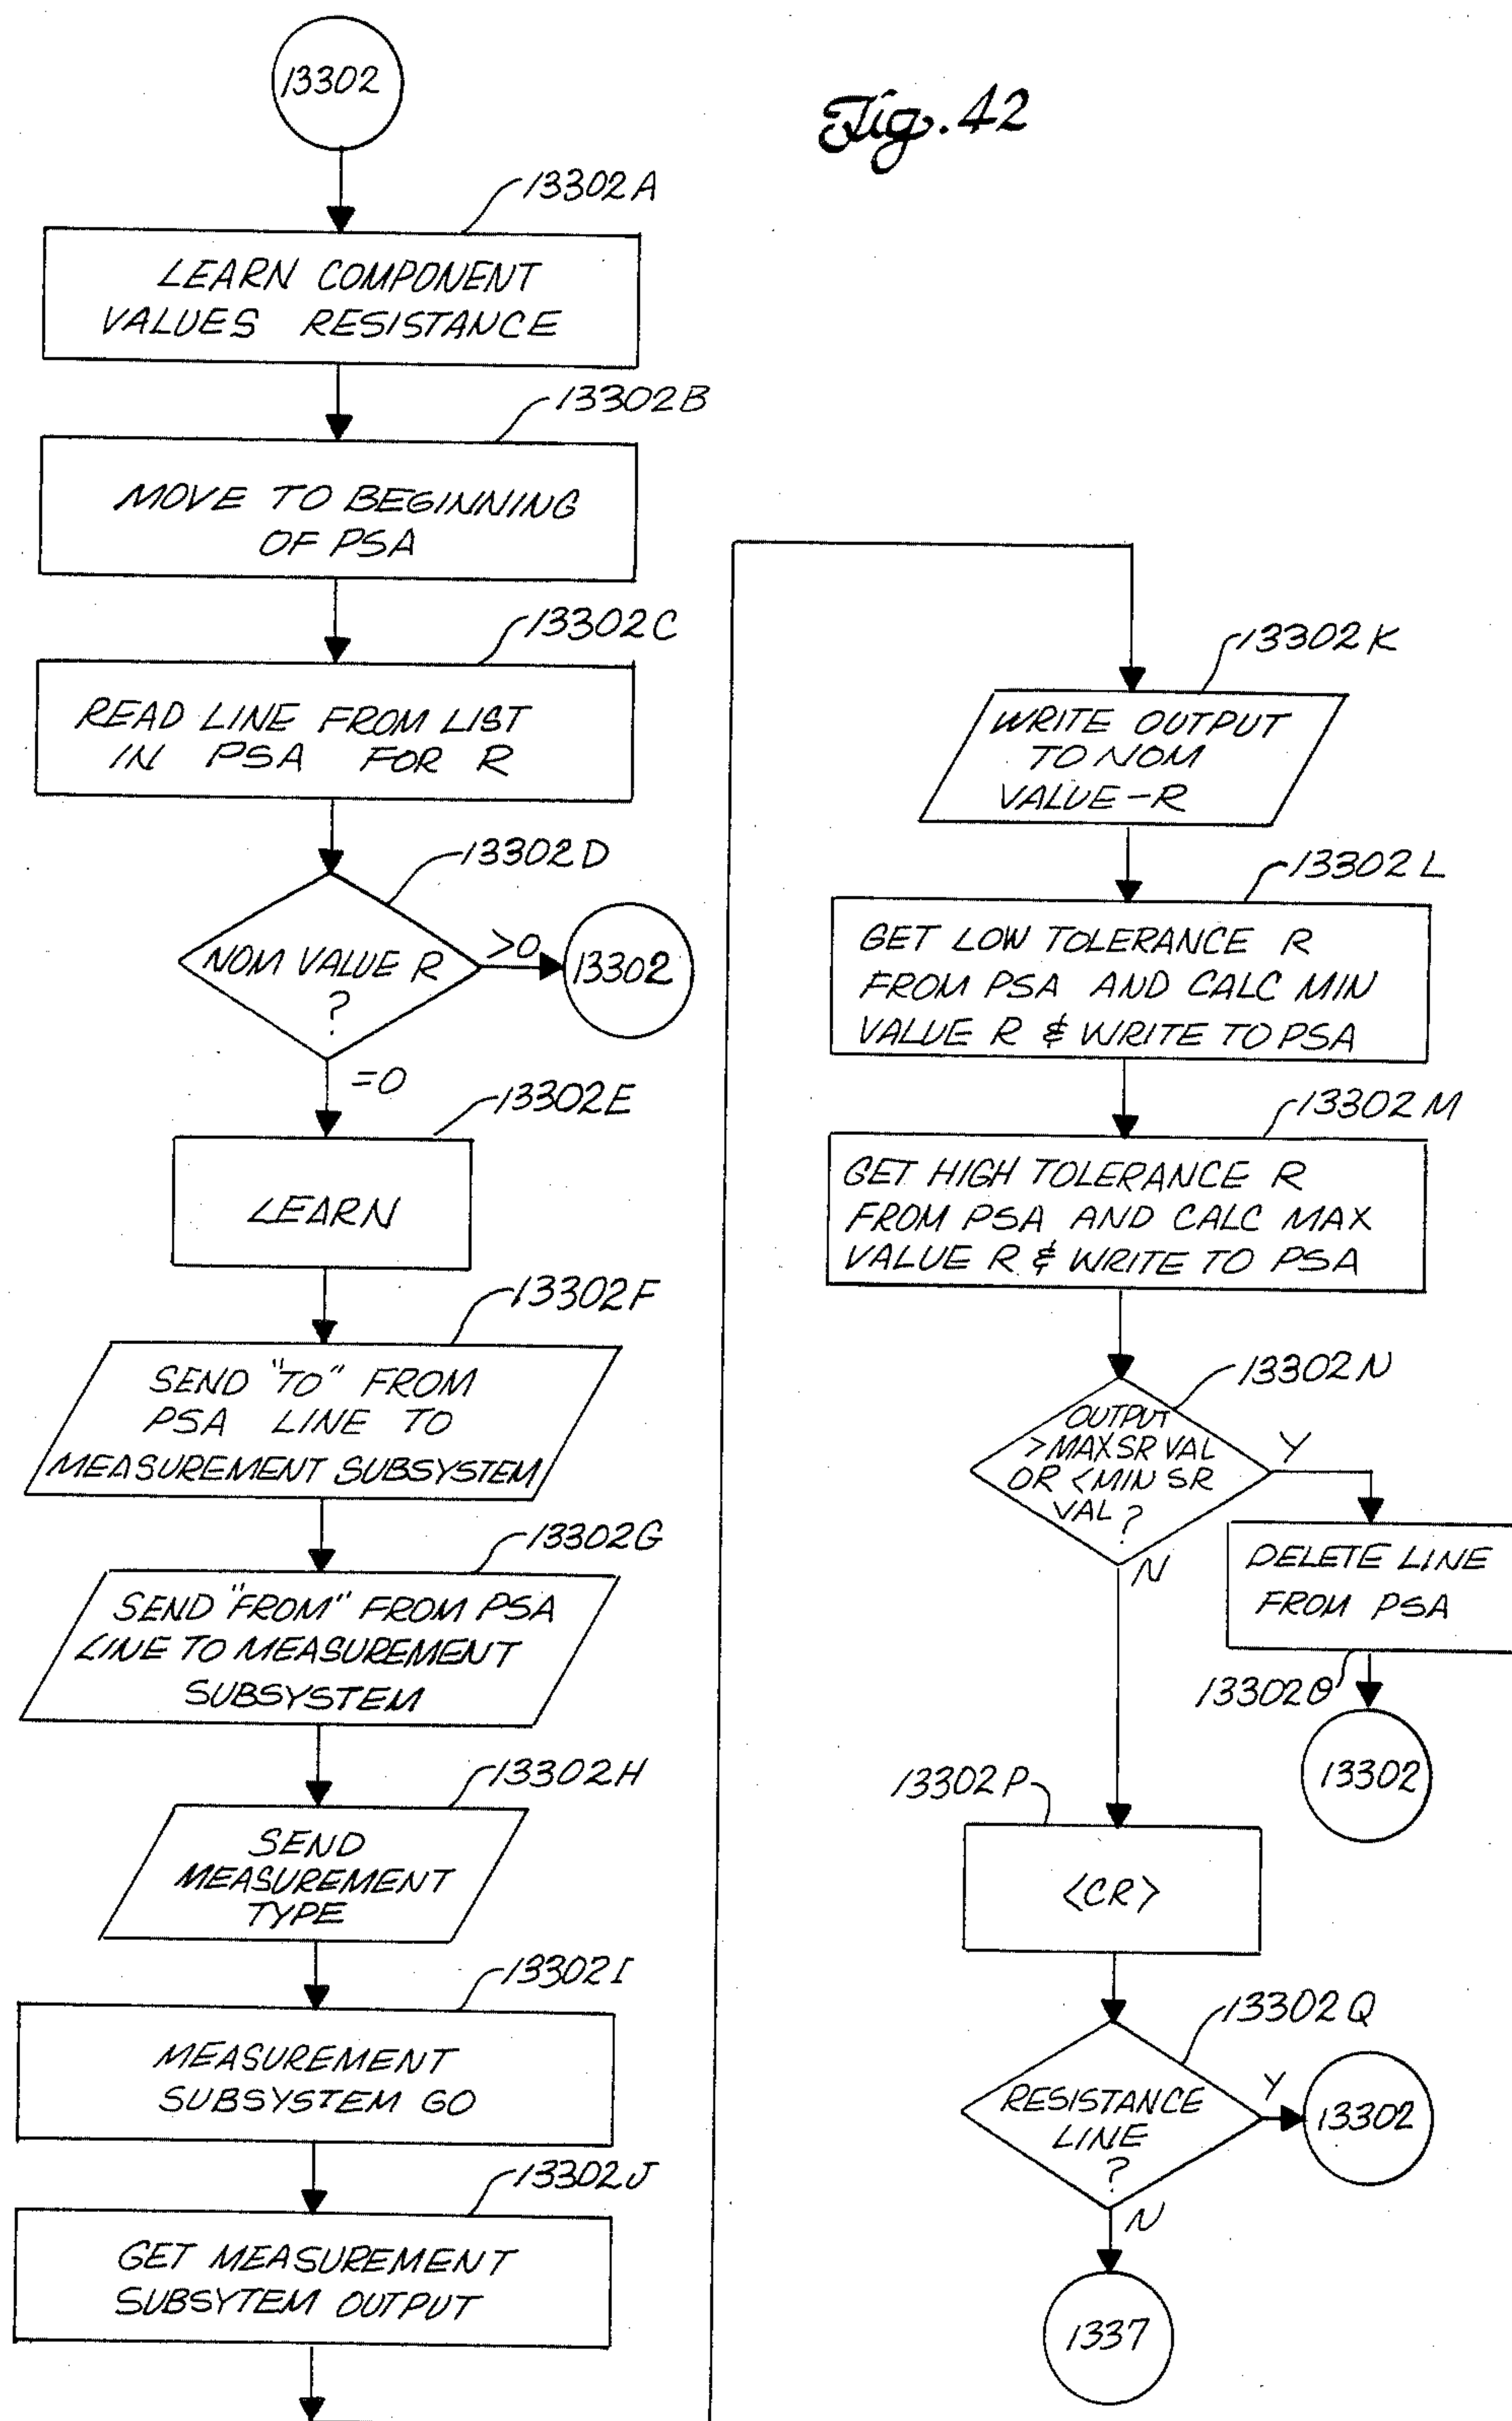 13302
Fig. 42
13302A
LEARN COMPONENT
VALUES RESISTANCE
13302B
MOVE TO BEGINNING
OF PSA
13302C
READ LINE FROM LIST
IN PSA FOR R
13302D
NOM VALUE R
?
>0
13302
=0
13302E
LEARN
13302F
SEND "TO" FROM
PSA LINE TO
MEASUREMENT SUBSYSTEM
13302G
SEND "FROM" FROM PSA
LINE TO MEASUREMENT
SUBSYSTEM
13302H
SEND
MEASUREMENT
TYPE
13302I
MEASUREMENT
SUBSYSTEM GO
13302J
GET MEASUREMENT
SUBSYTEM OUTPUT
13302K
WRITE OUTPUT
TO NOM
VALUE-R
13302L
GET LOW TOLERANCE R
FROM PSA AND CALC MIN
VALUE R & WRITE TO PSA
13302M
GET HIGH TOLERANCE R
FROM PSA AND CALC MAX
VALUE R & WRITE TO PSA
13302N
OUTPUT
>MAX SR VAL
OR <MIN SR
VAL ?
Y
N
DELETE LINE
FROM PSA
13302O
13302
13302P
<CR>
13302Q
RESISTANCE
LINE
?
Y
13302
N
1337